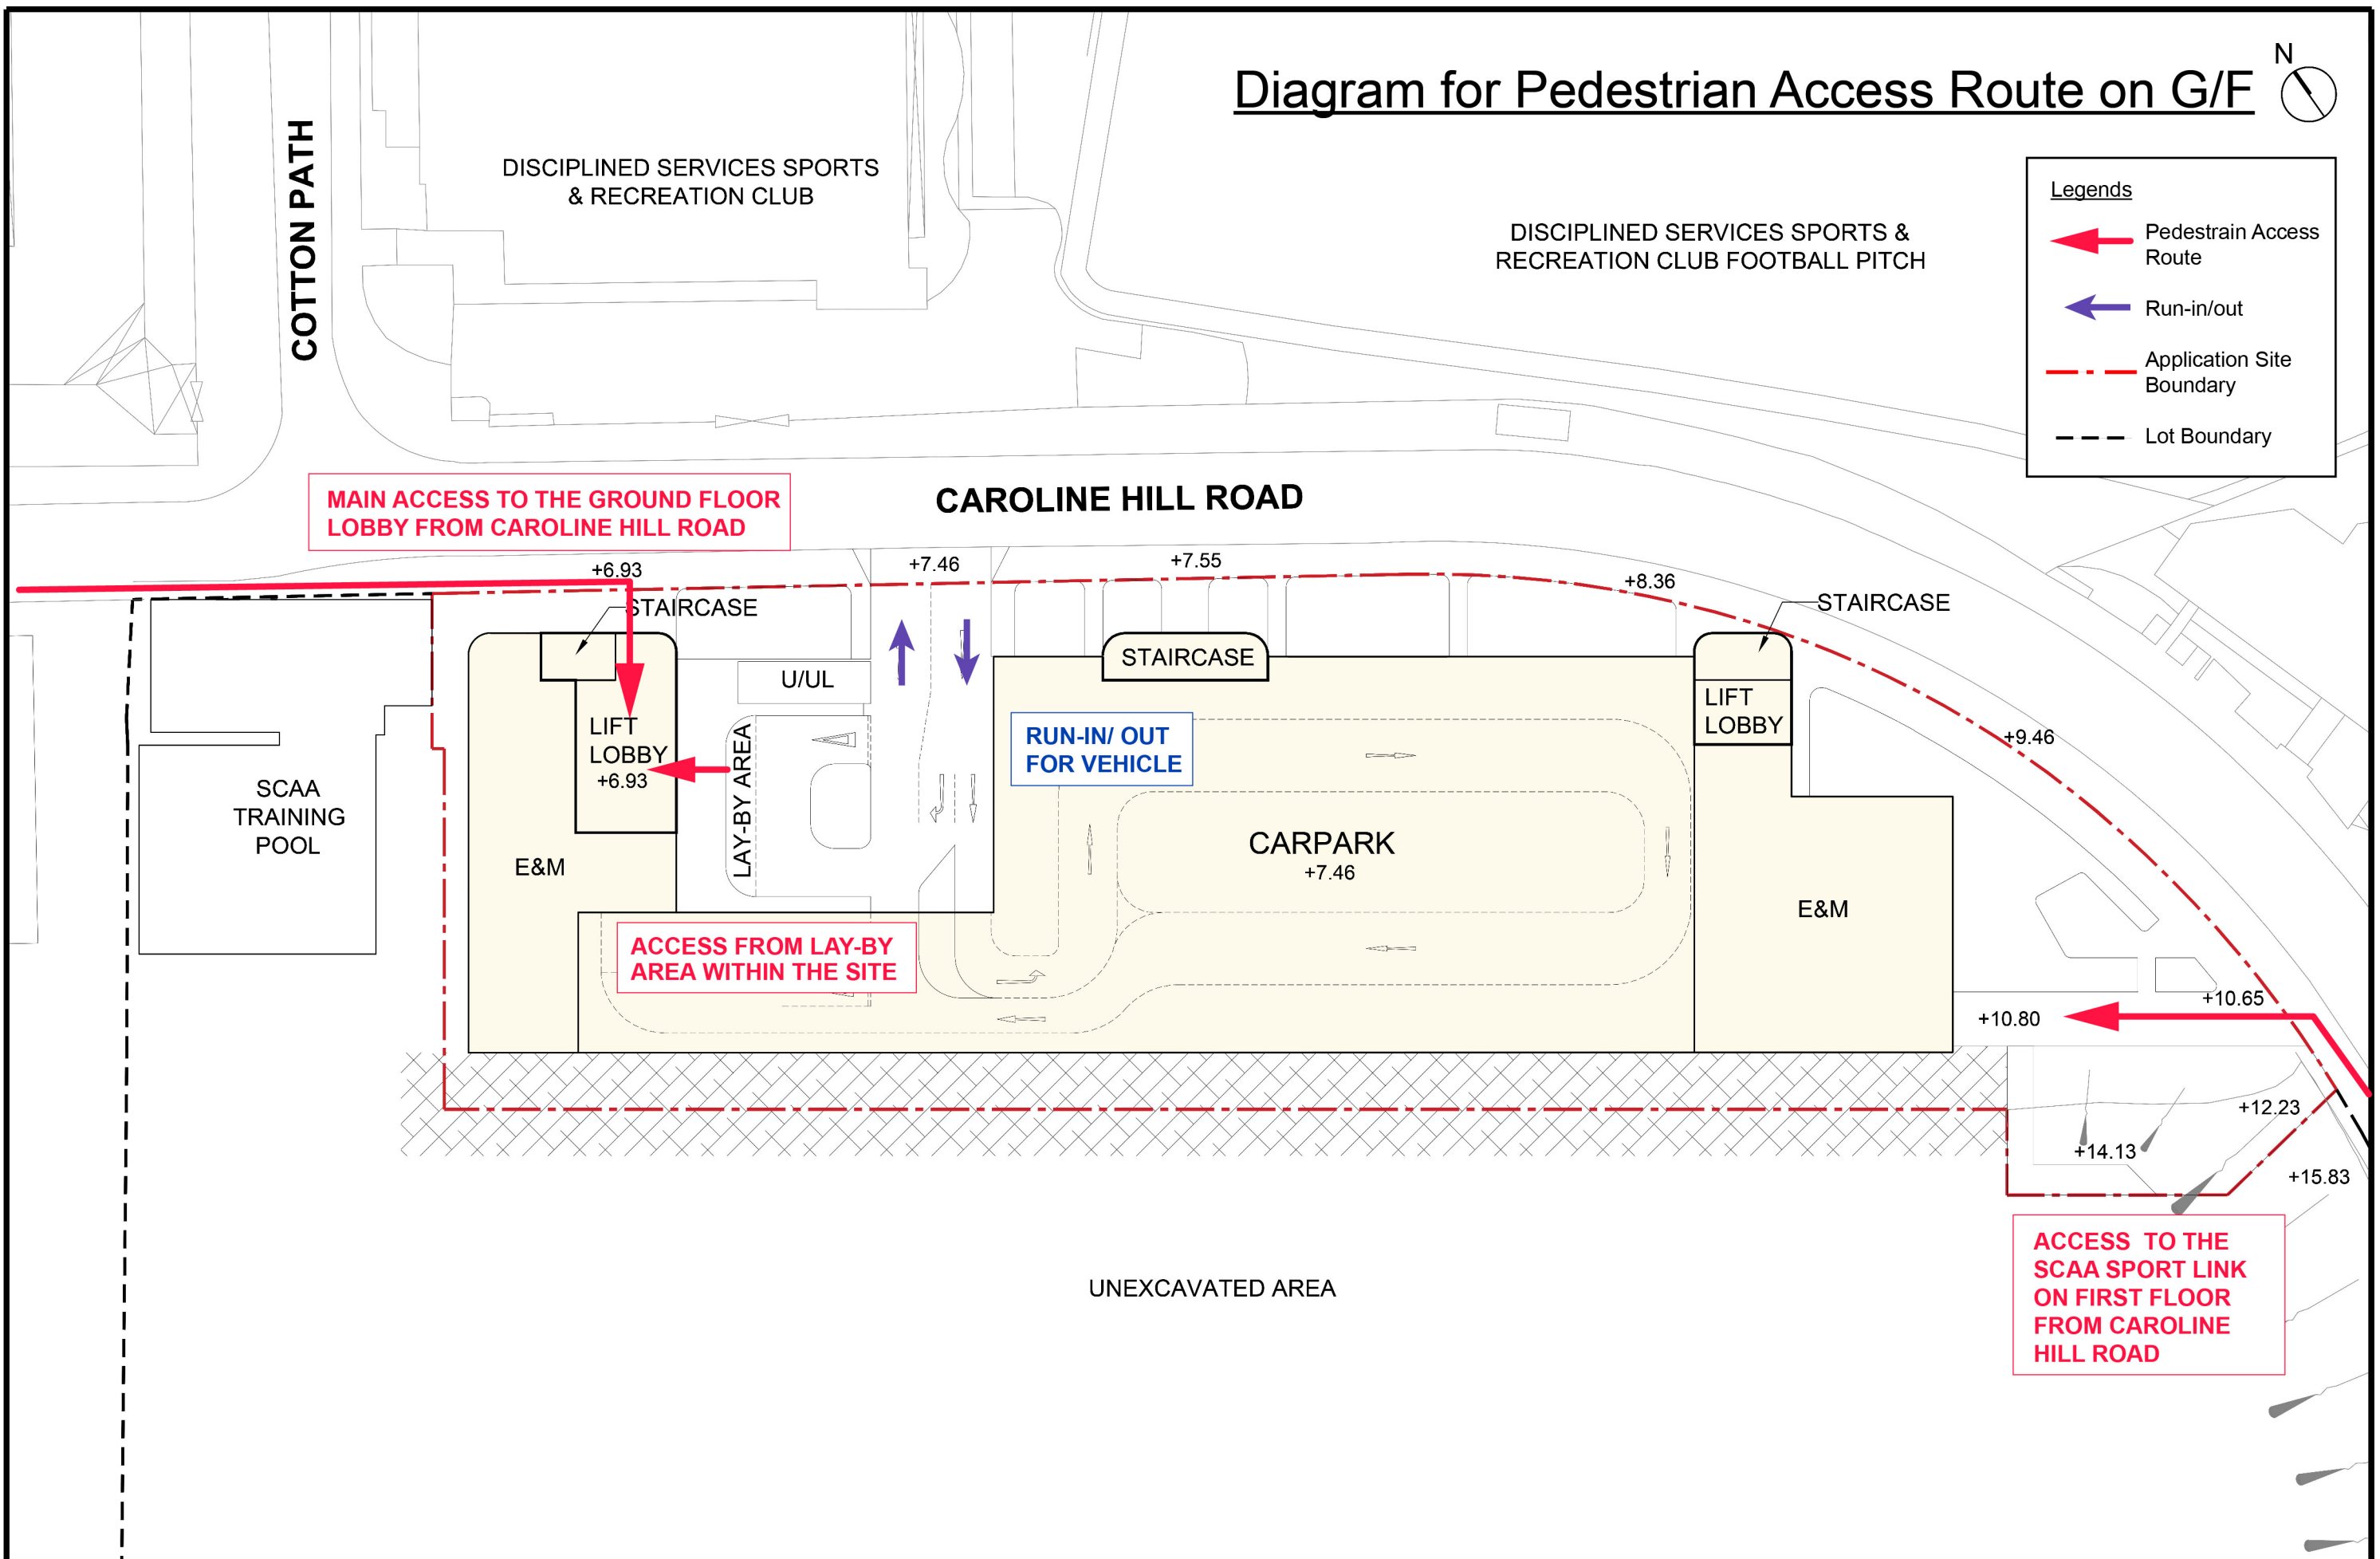 Diagram for Pedestrian Access Route on G/F
N
COTTON PATH
DISCIPLINED SERVICES SPORTS
& RECREATION CLUB
DISCIPLINED SERVICES SPORTS &
RECREATION CLUB FOOTBALL PITCH
Legends
Pedestrain Access
Route
Run-in/out
Application Site
Boundary
Lot Boundary
MAIN ACCESS TO THE GROUND FLOOR
LOBBY FROM CAROLINE HILL ROAD
CAROLINE HILL ROAD
+6.93
+7.46
+7.55
+8.36
STAIRCASE
STAIRCASE
STAIRCASE
U/UL
LIFT
LOBBY
+6.93
LAY-BY AREA
RUN-IN/ OUT
FOR VEHICLE
LIFT
LOBBY
+9.46
SCAA
TRAINING
POOL
E&M
CARPARK
+7.46
E&M
ACCESS FROM LAY-BY
AREA WITHIN THE SITE
+10.65
+10.80
+12.23
+14.13
+15.83
UNEXCAVATED AREA
ACCESS TO THE
SCAA SPORT LINK
ON FIRST FLOOR
FROM CAROLINE
HILL ROAD